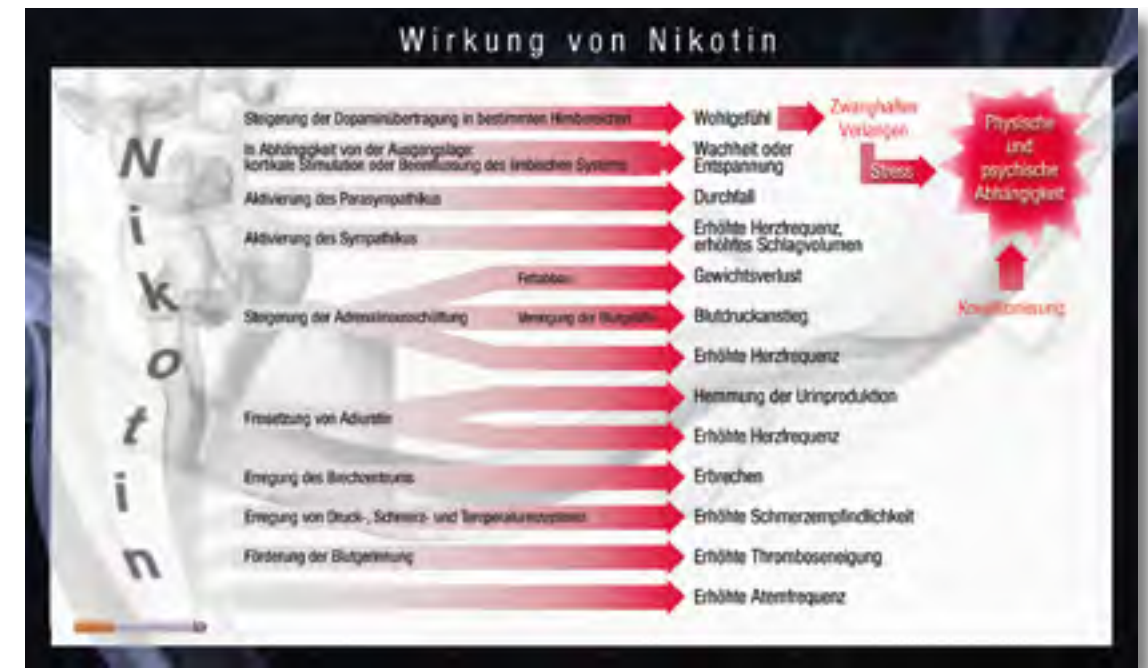 Wirkung von Nikotin
Nikotin
Steigerung der Dopaminübertragung in bestimmten Hirnbereichen
Wohlgefühl
Zwanghaftes
Verlangen
In Abhänggkeit von der Ausgangslage:
kortikale Stimulation oder Beeinflussung des limbischen Systems
Wachheit oder
Entspannung
Stress
Physische
und
psychische
Abhängigkeit
Aktivierung des Parasympathikus
Durchfall
Aktivierung des Sympathikus
Erhöhte Herzfrequenz,
erhöhtes Schlagvolumen
Konditionierung
Steigerung der Adrenalinausschüttung
Fettabbau
Gewichtsverlust
Verengung der Blutgefäße
Blutdruckanstieg
Erhöhte Herzfrequenz
Freisetzung von Adiuretin
Hemmung der Urinproduktion
Erhöhte Herzfrequenz
Erregung des Brechzentrums
Erbrechen
Erregung von Druck-, Schmerz- und
Erhöhte Schmerzempfindlichkeit
Förderung der Blutgerinnung
Erhöhte Thromboseneigung
Erhöhte Atemfrequenz